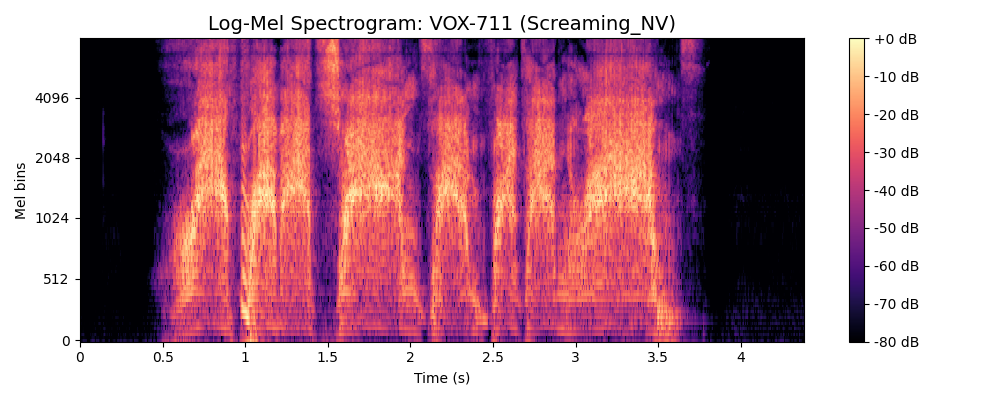 Log-Mel Spectrogram: VOX-711 (Screaming_NV)
Mel bins
4096
2048
1024
512
0
0 0.5 1 1.5 2 2.5 3 3.5 4
Time (s)
+0 dB
-10 dB
-20 dB
-30 dB
-40 dB
-50 dB
-60 dB
-70 dB
-80 dB